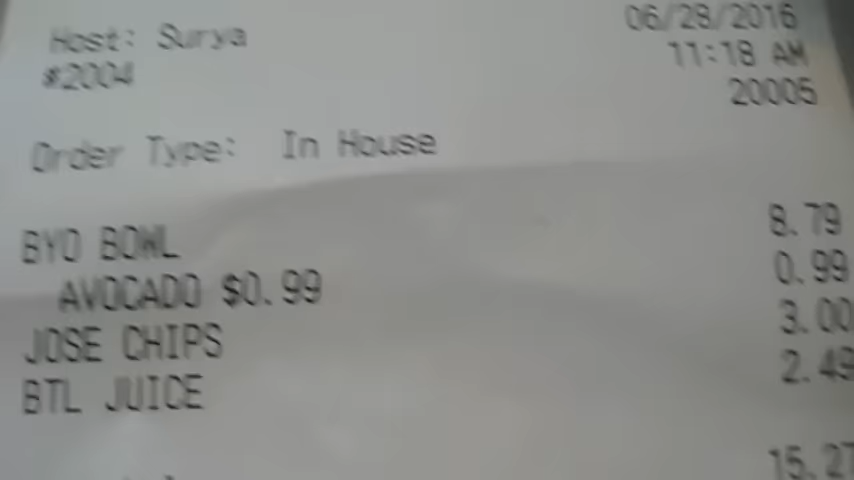 Host: Surya 06/29/2016
#2004 11:18 AM
20005
Order Type: In House
BYO BOWL 8.79
AVOCADO $0.99 0.99
JOSE CHIPS 3.00
BTL JUICE 2.49
15.27